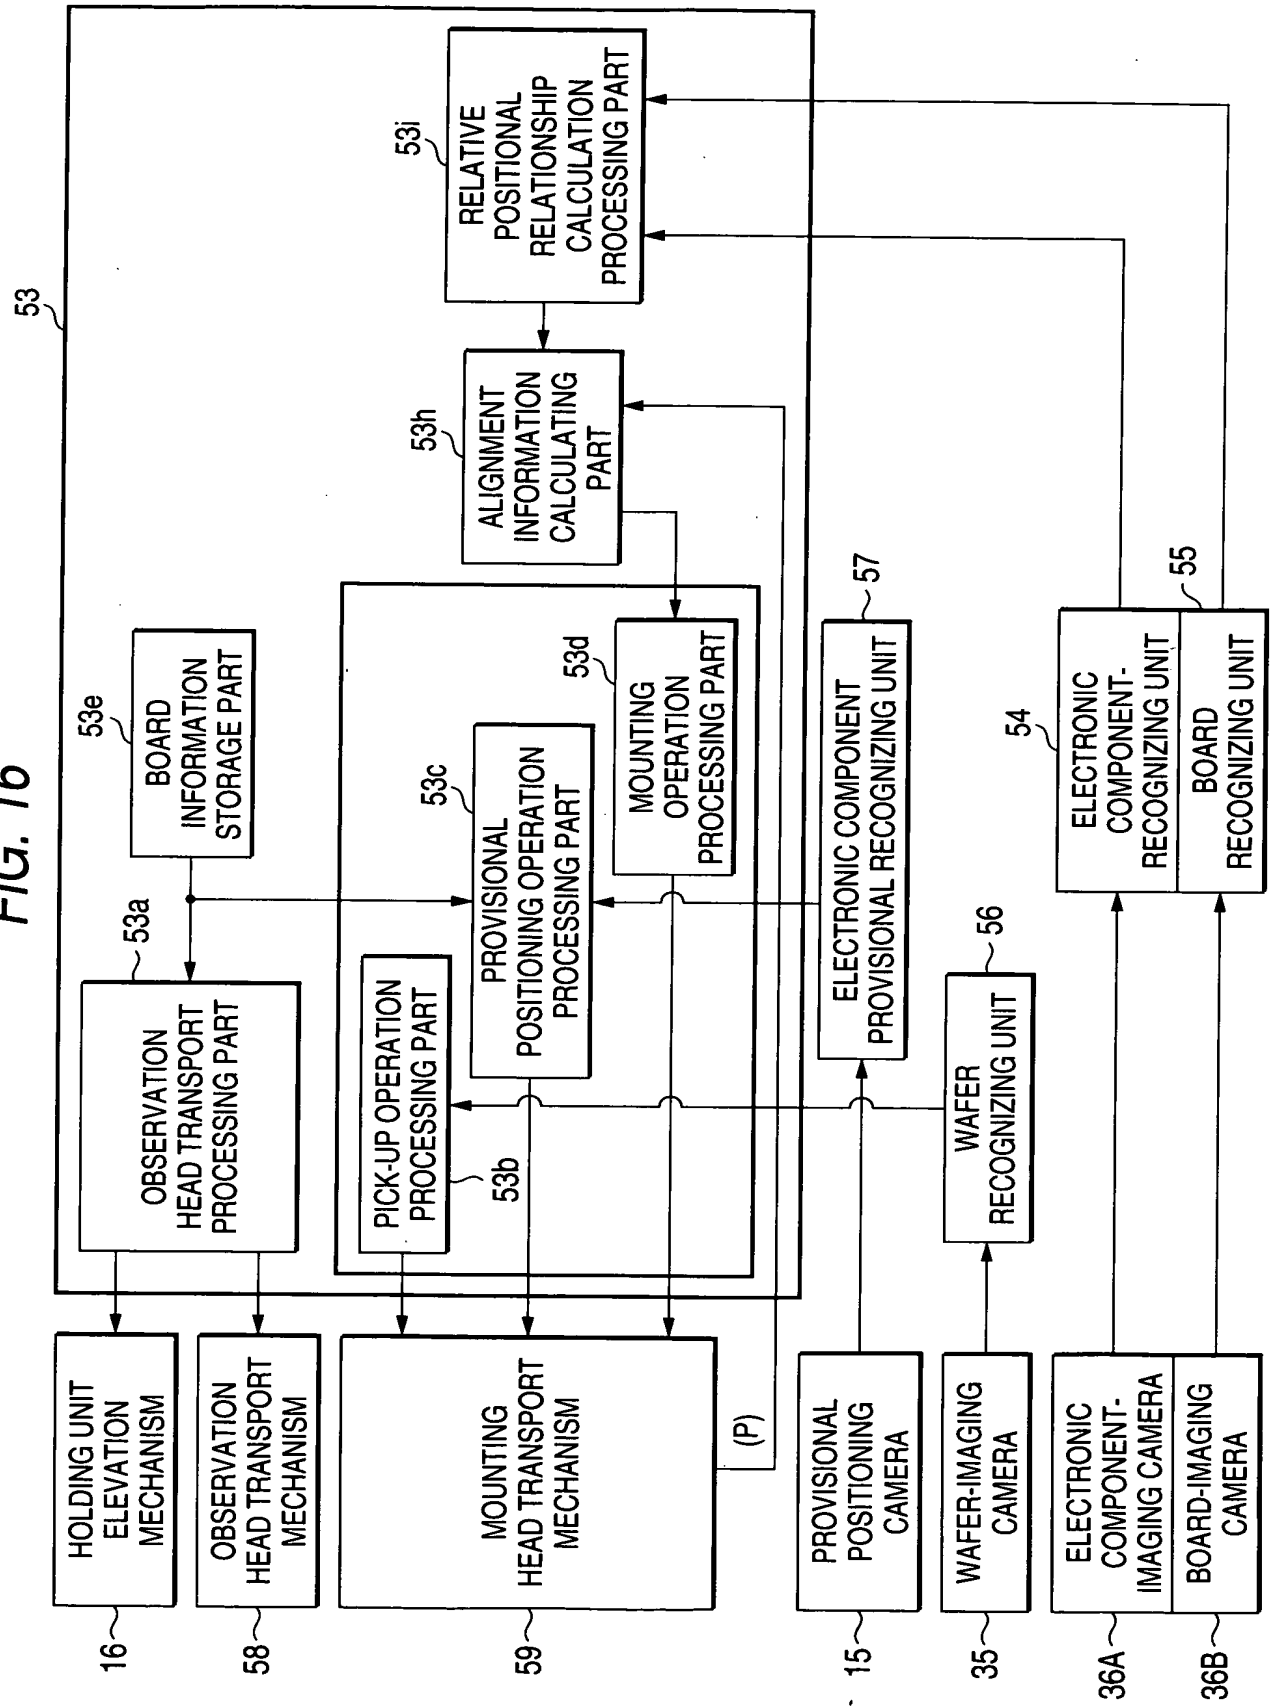 FIG. 16
53
16
HOLDING UNIT
ELEVATION
MECHANISM
58
OBSERVATION
HEAD TRANSPORT
MECHANISM
59
MOUNTING
HEAD TRANSPORT
MECHANISM
(P)
15
PROVISIONAL
POSITIONING
CAMERA
35
WAFER-IMAGING
CAMERA
36A
ELECTRONIC
COMPONENT-
IMAGING CAMERA
36B
BOARD-IMAGING
CAMERA
53a
OBSERVATION
HEAD TRANSPORT
PROCESSING PART
53e
BOARD
INFORMATION
STORAGE PART
PICK-UP OPERATION
PROCESSING PART
53b
53c
PROVISIONAL
POSITIONING OPERATION
PROCESSING PART
53d
MOUNTING
OPERATION
PROCESSING PART
53h
ALIGNMENT
INFORMATION
CALCULATING
PART
53i
RELATIVE
POSITIONAL
RELATIONSHIP
CALCULATION
PROCESSING PART
57
ELECTRONIC COMPONENT
PROVISIONAL RECOGNIZING UNIT
56
WAFER
RECOGNIZING UNIT
54
ELECTRONIC
COMPONENT-
RECOGNIZING UNIT
55
BOARD
RECOGNIZING UNIT